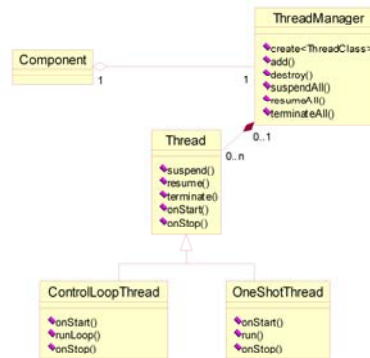 ThreadManager
create<ThreadClass>
add()
destroy()
suspendAll()
resumeAll()
terminateAll()
Component
1
1
0..1
0..n
Thread
suspend()
resume()
terminate()
onStart()
onStop()
ControlLoopThread
onStart()
runLoop()
onStop()
OneShotThread
onStart()
run()
onStop()